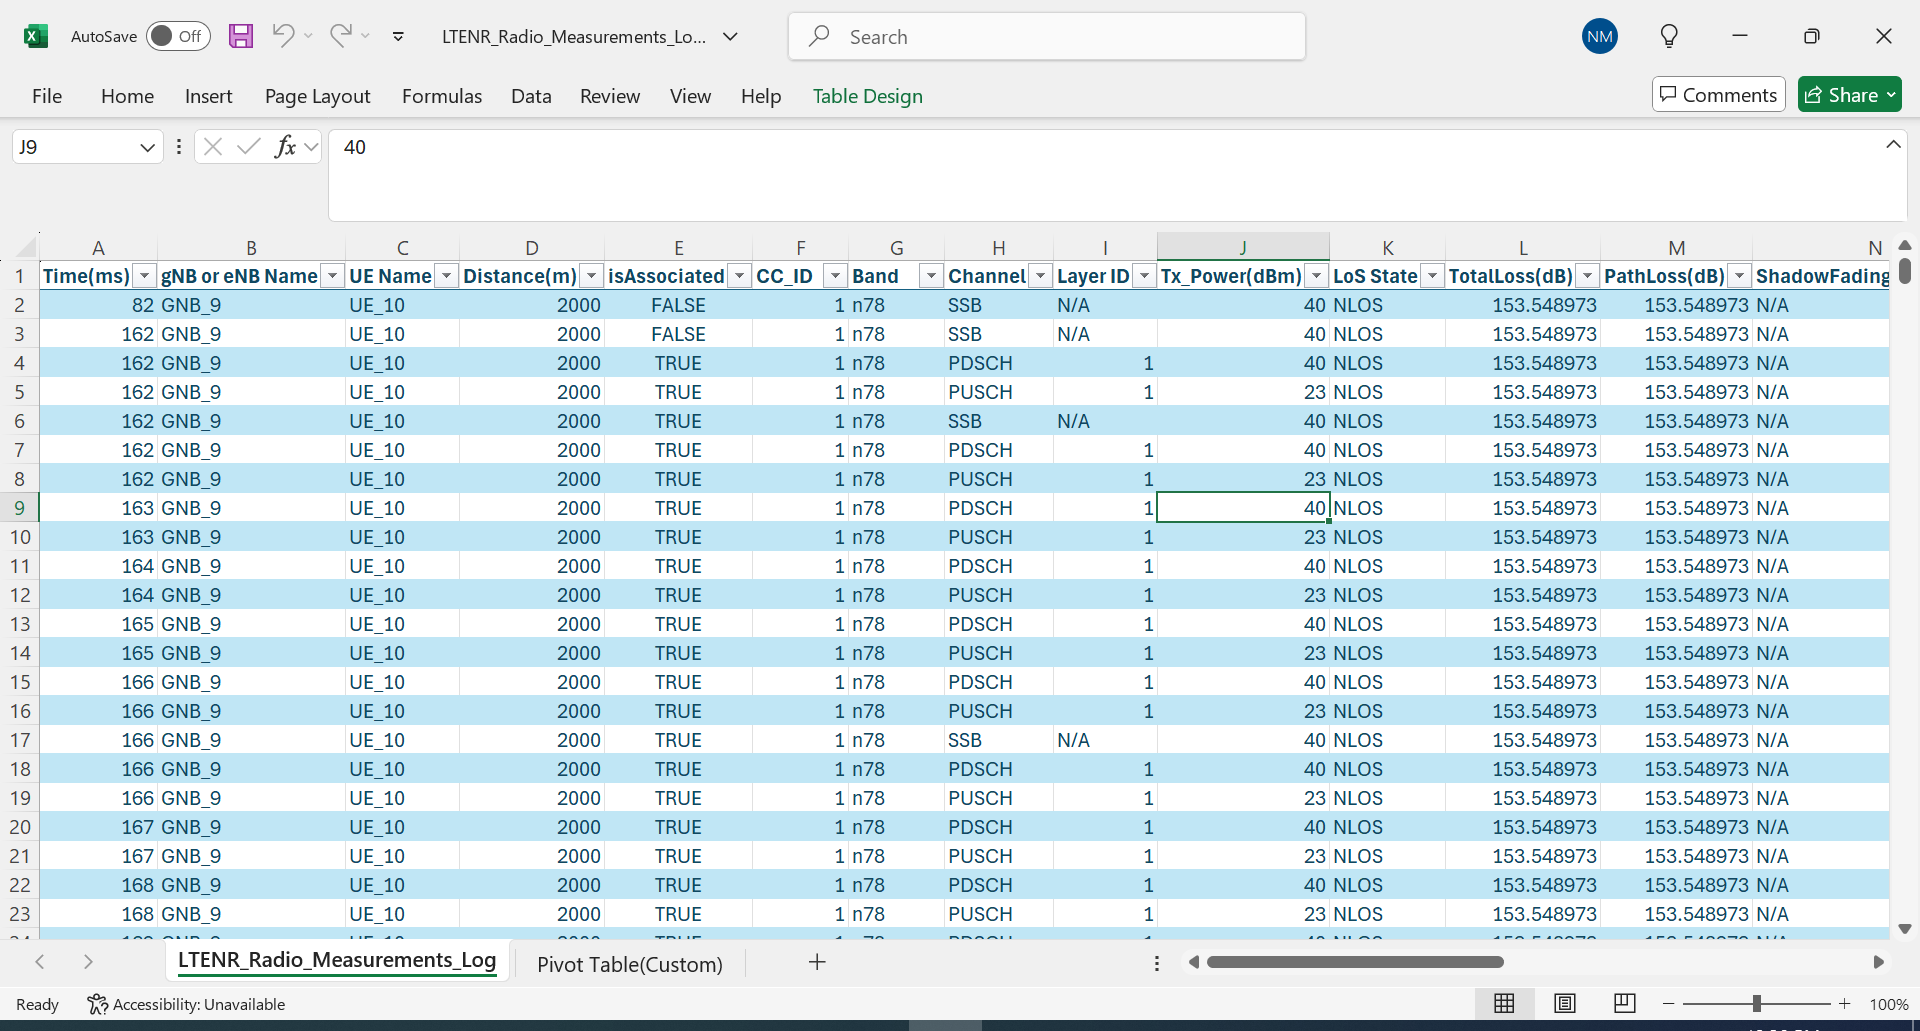 AutoSave Off LTENR_Radio_Measurements_Lo... Search NM
File Home Insert Page Layout Formulas Data Review View Help Table Design Comments Share
J9 fx 40
A B C D E F G H I J K L M N
1 Time(ms) gNB or eNB Name UE Name Distance(m) isAssociated CC_ID Band Channel Layer ID Tx_Power(dBm) LoS State TotalLoss(dB) PathLoss(dB) ShadowFading
2 82 GNB_9 UE_10 2000 FALSE 1 n78 SSB N/A 40 NLOS 153.548973 153.548973 N/A
3 162 GNB_9 UE_10 2000 FALSE 1 n78 SSB N/A 40 NLOS 153.548973 153.548973 N/A
4 162 GNB_9 UE_10 2000 TRUE 1 n78 PDSCH 1 40 NLOS 153.548973 153.548973 N/A
5 162 GNB_9 UE_10 2000 TRUE 1 n78 PUSCH 1 23 NLOS 153.548973 153.548973 N/A
6 162 GNB_9 UE_10 2000 TRUE 1 n78 SSB N/A 40 NLOS 153.548973 153.548973 N/A
7 162 GNB_9 UE_10 2000 TRUE 1 n78 PDSCH 1 40 NLOS 153.548973 153.548973 N/A
8 162 GNB_9 UE_10 2000 TRUE 1 n78 PUSCH 1 23 NLOS 153.548973 153.548973 N/A
9 163 GNB_9 UE_10 2000 TRUE 1 n78 PDSCH 1 40 NLOS 153.548973 153.548973 N/A
10 163 GNB_9 UE_10 2000 TRUE 1 n78 PUSCH 1 23 NLOS 153.548973 153.548973 N/A
11 164 GNB_9 UE_10 2000 TRUE 1 n78 PDSCH 1 40 NLOS 153.548973 153.548973 N/A
12 164 GNB_9 UE_10 2000 TRUE 1 n78 PUSCH 1 23 NLOS 153.548973 153.548973 N/A
13 165 GNB_9 UE_10 2000 TRUE 1 n78 PDSCH 1 40 NLOS 153.548973 153.548973 N/A
14 165 GNB_9 UE_10 2000 TRUE 1 n78 PUSCH 1 23 NLOS 153.548973 153.548973 N/A
15 166 GNB_9 UE_10 2000 TRUE 1 n78 PDSCH 1 40 NLOS 153.548973 153.548973 N/A
16 166 GNB_9 UE_10 2000 TRUE 1 n78 PUSCH 1 23 NLOS 153.548973 153.548973 N/A
17 166 GNB_9 UE_10 2000 TRUE 1 n78 SSB N/A 40 NLOS 153.548973 153.548973 N/A
18 166 GNB_9 UE_10 2000 TRUE 1 n78 PDSCH 1 40 NLOS 153.548973 153.548973 N/A
19 166 GNB_9 UE_10 2000 TRUE 1 n78 PUSCH 1 23 NLOS 153.548973 153.548973 N/A
20 167 GNB_9 UE_10 2000 TRUE 1 n78 PDSCH 1 40 NLOS 153.548973 153.548973 N/A
21 167 GNB_9 UE_10 2000 TRUE 1 n78 PUSCH 1 23 NLOS 153.548973 153.548973 N/A
22 168 GNB_9 UE_10 2000 TRUE 1 n78 PDSCH 1 40 NLOS 153.548973 153.548973 N/A
23 168 GNB_9 UE_10 2000 TRUE 1 n78 PUSCH 1 23 NLOS 153.548973 153.548973 N/A
LTENR_Radio_Measurements_Log Pivot Table(Custom)
Ready Accessibility: Unavailable 100%